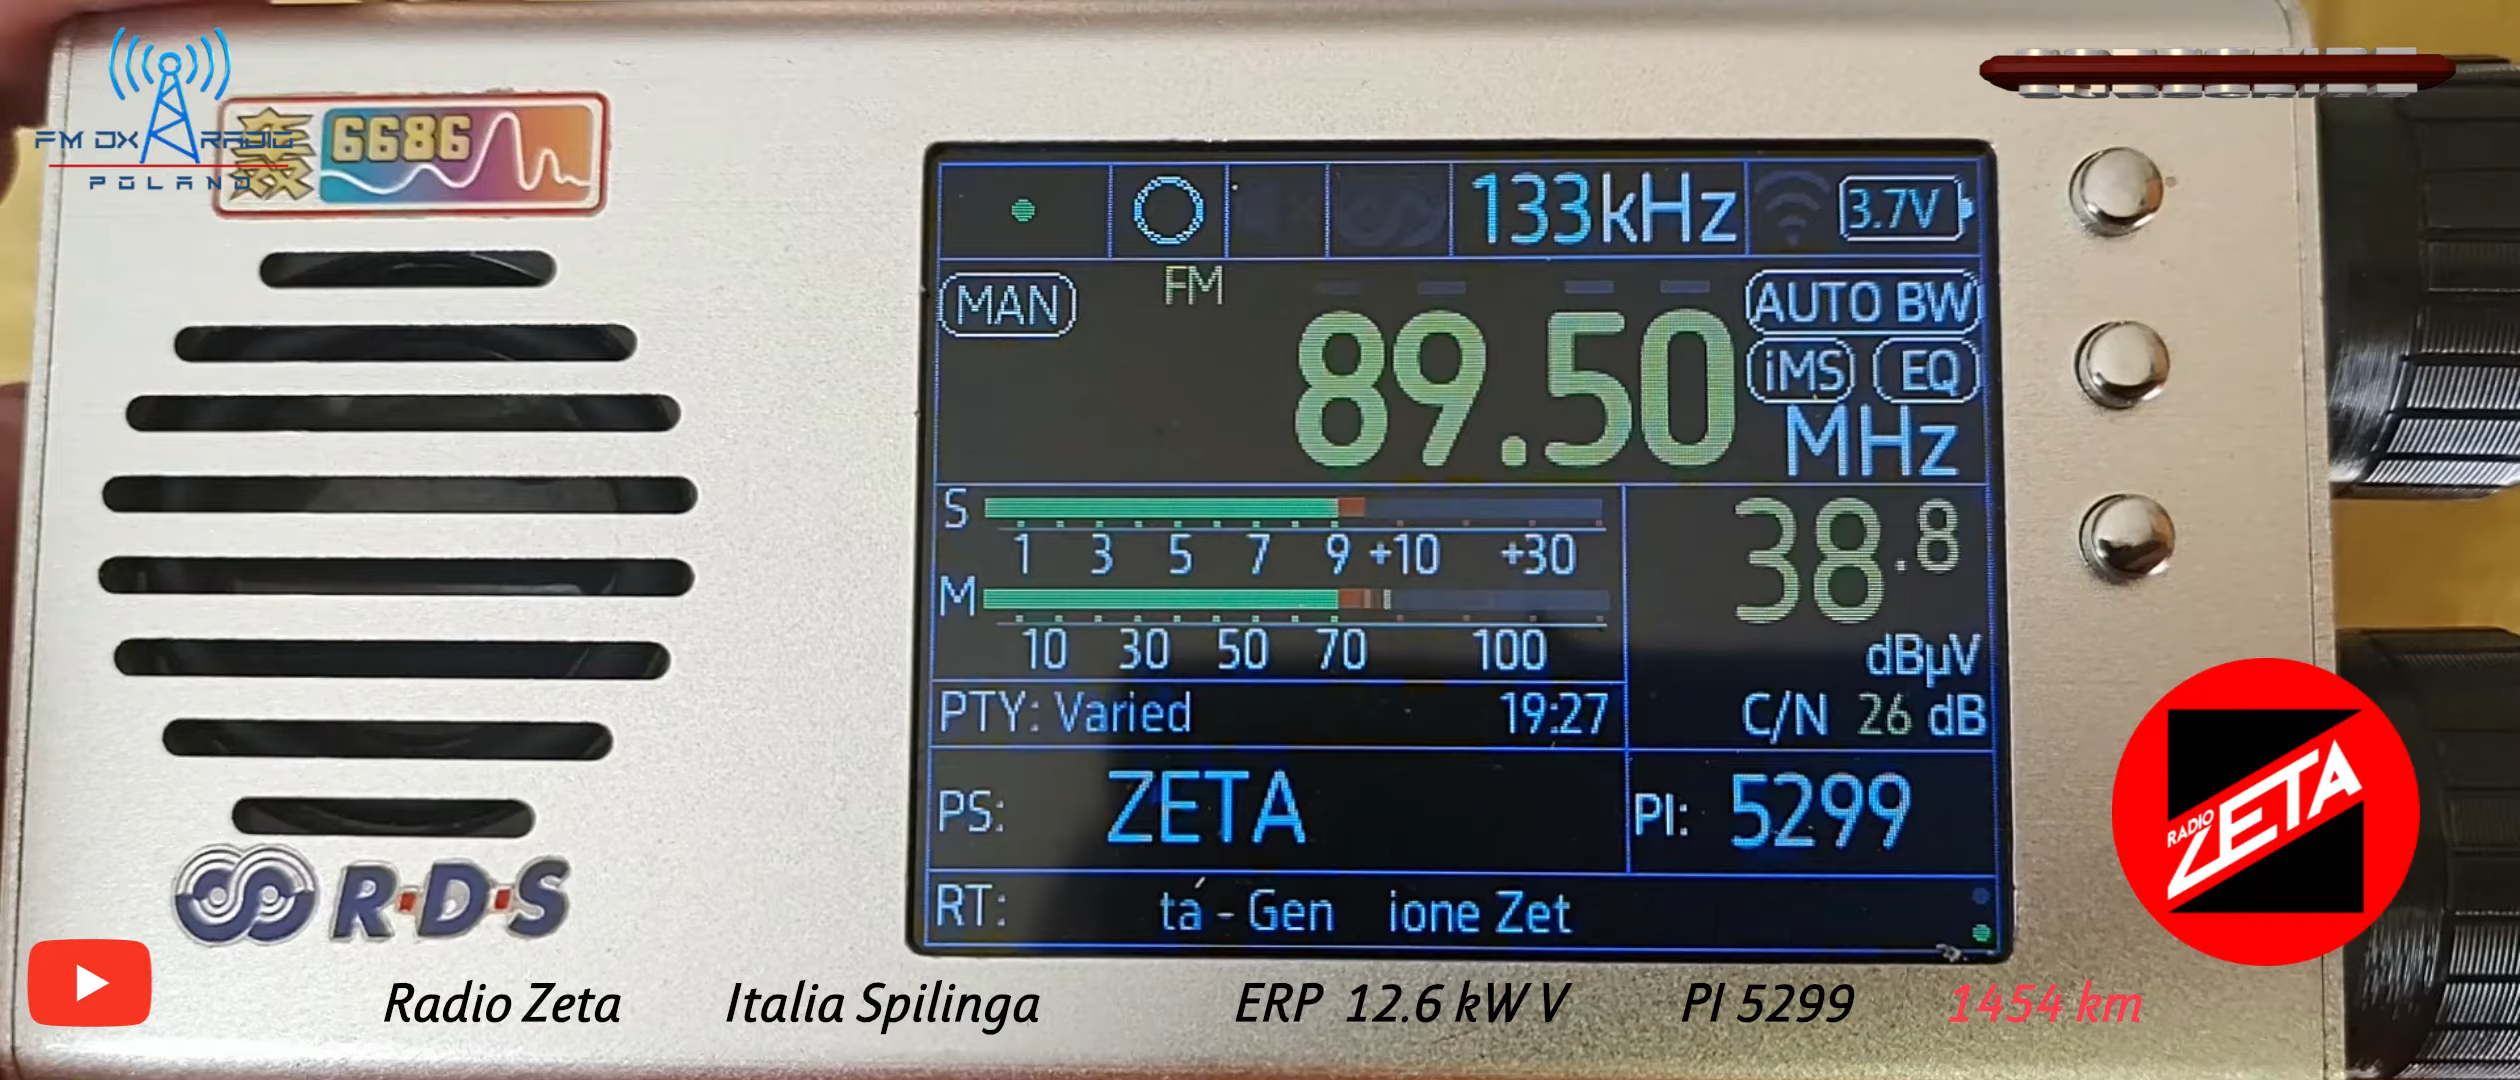 FM DX RADIO
POLAND
轰 6686
133kHz 3.7V
MAN FM AUTO BW
89.50
iMS EQ
MHz
S
1 3 5 7 9 +10 +30
38.8
M
10 30 50 70 100
dBµV
PTY: Varied 19:27 C/N 26 dB
PS: ZETA PI: 5299
RT: tá - Gen ione Zet
R·D·S
RADIO
ZETA
Radio Zeta Italia Spilinga ERP 12.6 kW V PI 5299 1454 km